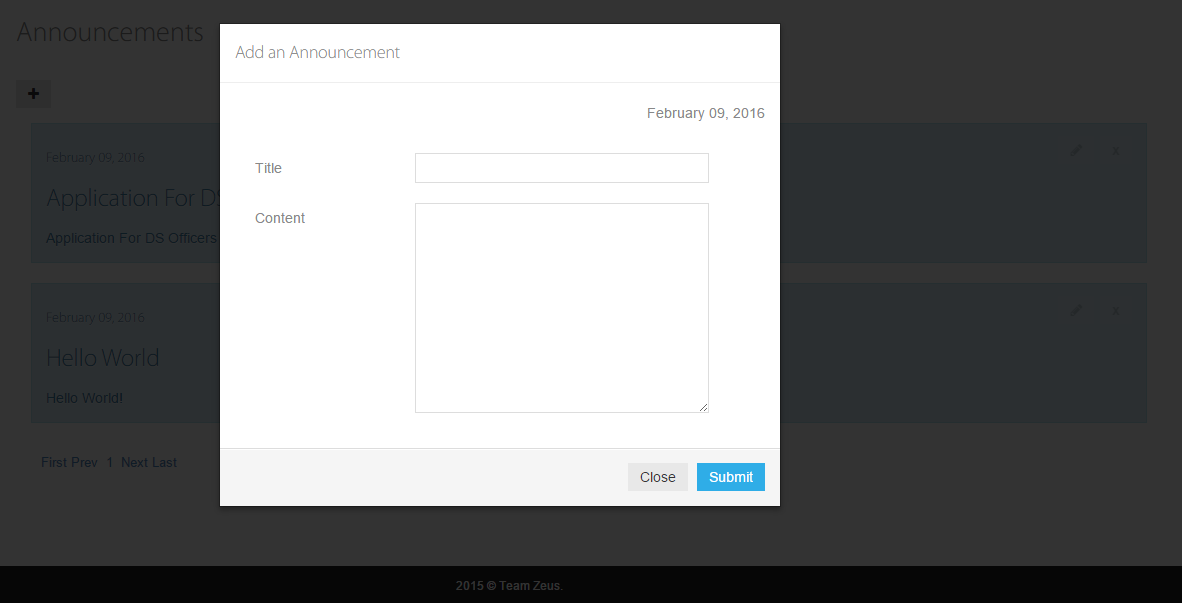 Announcements
Add an Announcement
February 09, 2016
Title
Content
Close
Submit
February 09, 2016
Application For DS
Application For DS Officers
February 09, 2016
Hello World
Hello World!
First Prev 1 Next Last
2015 © Team Zeus.